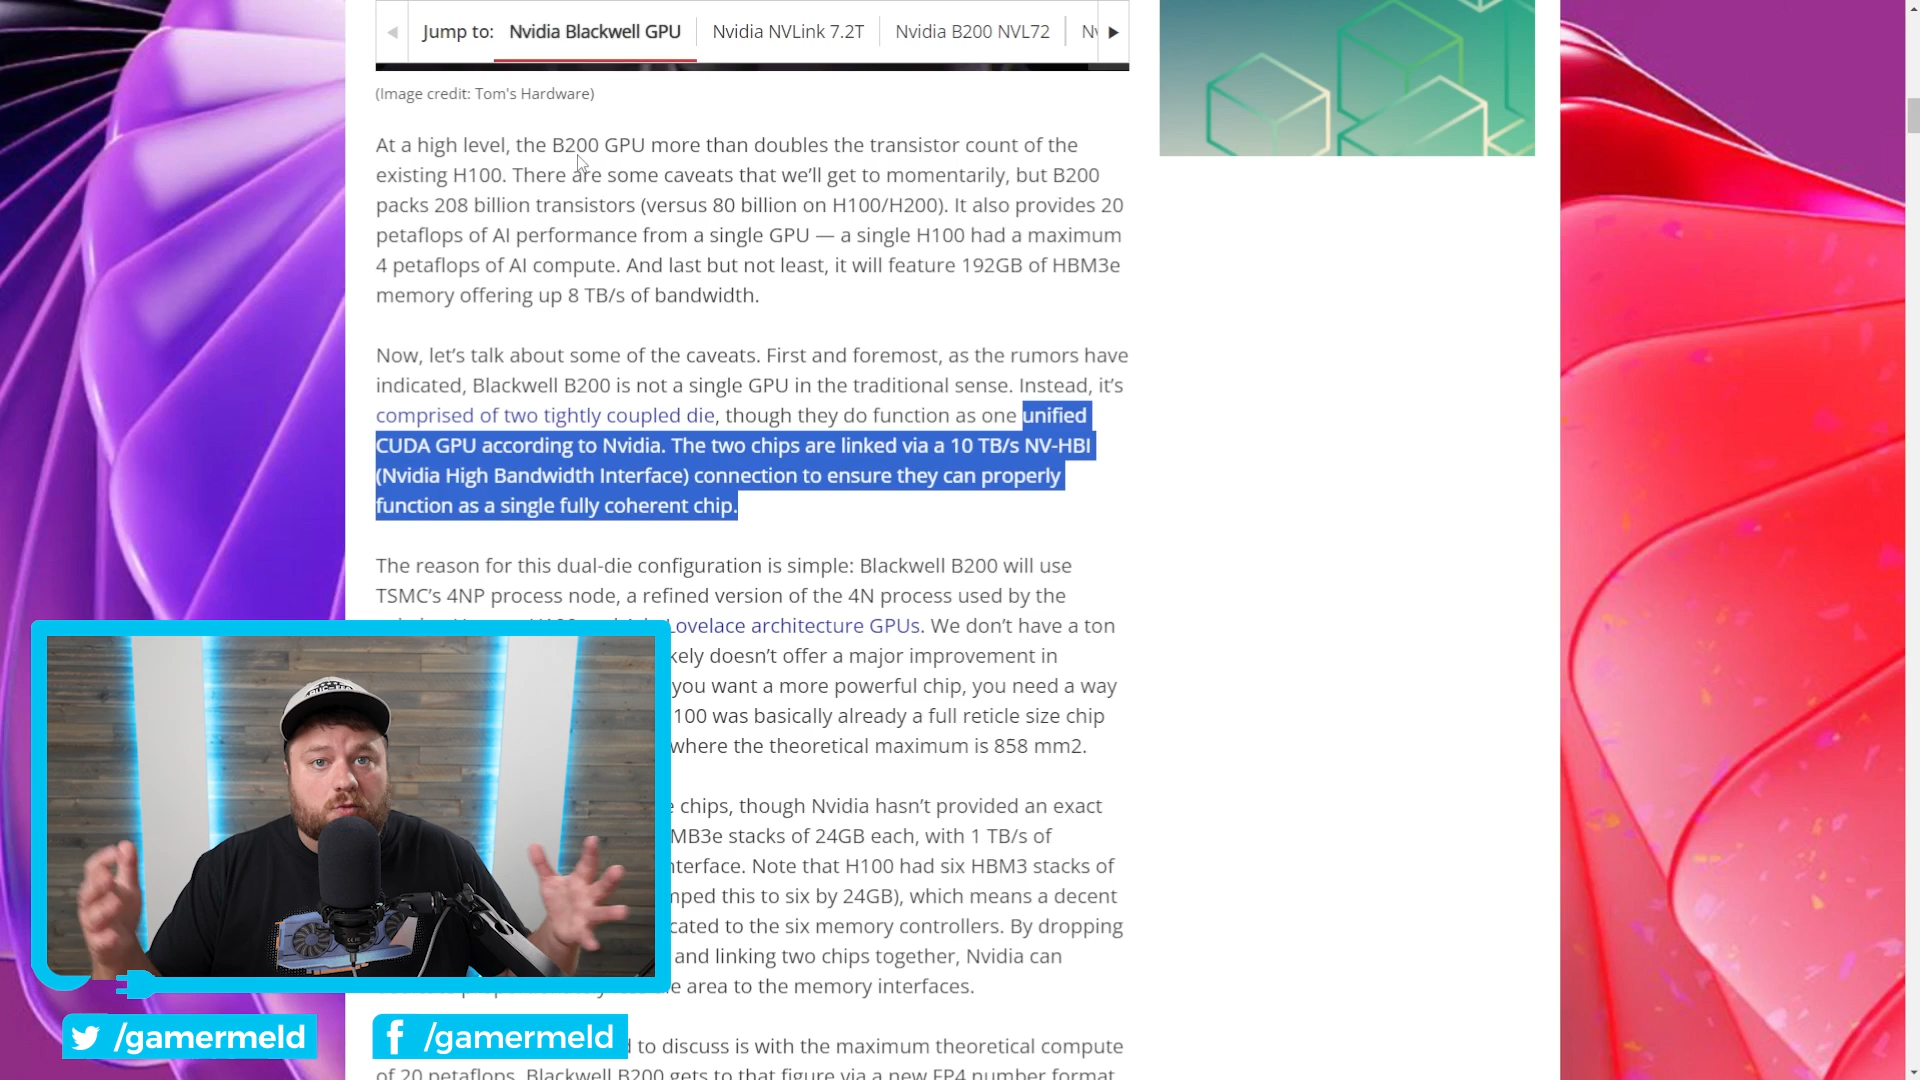 Jump to: Nvidia Blackwell GPU Nvidia NVLink 7.2T Nvidia B200 NVL72
(Image credit: Tom's Hardware)
At a high level, the B200 GPU more than doubles the transistor count of the
existing H100. There are some caveats that we'll get to momentarily, but B200
packs 208 billion transistors (versus 80 billion on H100/H200). It also provides 20
petaflops of AI performance from a single GPU — a single H100 had a maximum
4 petaflops of AI compute. And last but not least, it will feature 192GB of HBM3e
memory offering up 8 TB/s of bandwidth.
Now, let's talk about some of the caveats. First and foremost, as the rumors have
indicated, Blackwell B200 is not a single GPU in the traditional sense. Instead, it's
comprised of two tightly coupled die, though they do function as one unified
CUDA GPU according to Nvidia. The two chips are linked via a 10 TB/s NV-HBI
(Nvidia High Bandwidth Interface) connection to ensure they can properly
function as a single fully coherent chip.
The reason for this dual-die configuration is simple: Blackwell B200 will use
TSMC's 4NP process node, a refined version of the 4N process used by the
Lovelace architecture GPUs. We don't have a ton
kely doesn't offer a major improvement in
you want a more powerful chip, you need a way
100 was basically already a full reticle size chip
where the theoretical maximum is 858 mm2.
chips, though Nvidia hasn't provided an exact
MB3e stacks of 24GB each, with 1 TB/s of
nterface. Note that H100 had six HBM3 stacks of
ped this to six by 24GB), which means a decent
cated to the six memory controllers. By dropping
and linking two chips together, Nvidia can
area to the memory interfaces.
/gamermeld /gamermeld
d to discuss is with the maximum theoretical compute
of 20 petaflops. Blackwell B200 gets to that figure via a new FP4 number format,